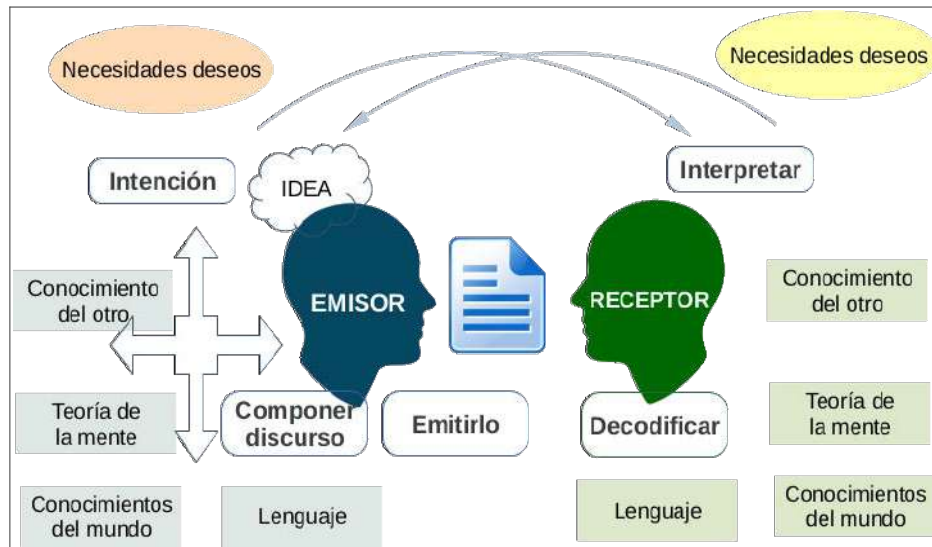 Necesidades deseos
Necesidades deseos
Intención
IDEA
Interpretar
Conocimiento
del otro
EMISOR
RECEPTOR
Conocimiento
del otro
Teoría de
la mente
Componer
discurso
Emitirlo
Decodificar
Teoría de
la mente
Conocimientos
del mundo
Lenguaje
Lenguaje
Conocimientos
del mundo